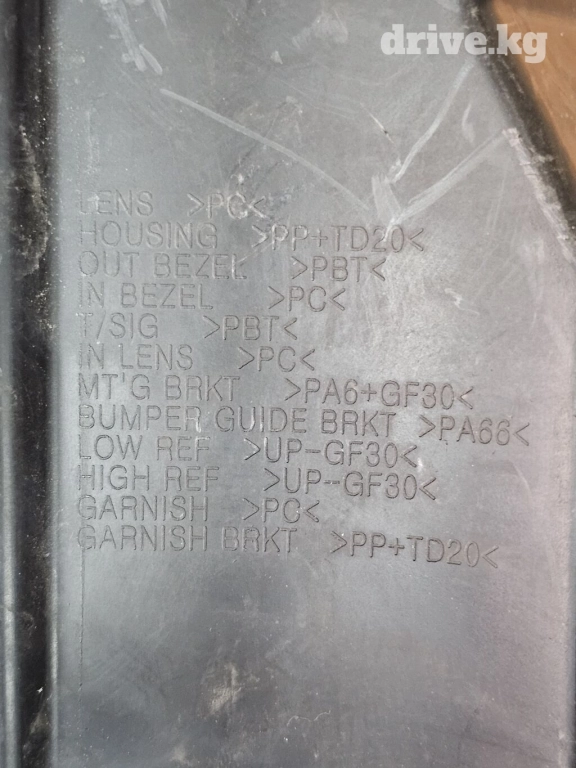 drive.kg
LENS >PC<
HOUSING >PP+TD20<
OUT BEZEL >PBT<
IN BEZEL >PC<
T/SIG >PBT<
IN LENS >PC<
MT'G BRKT >PA6+GF30<
BUMPER GUIDE BRKT >PA66<
LOW REF >UP-GF30<
HIGH REF >UP-GF30<
GARNISH >PC<
GARNISH BRKT >PP+TD20<